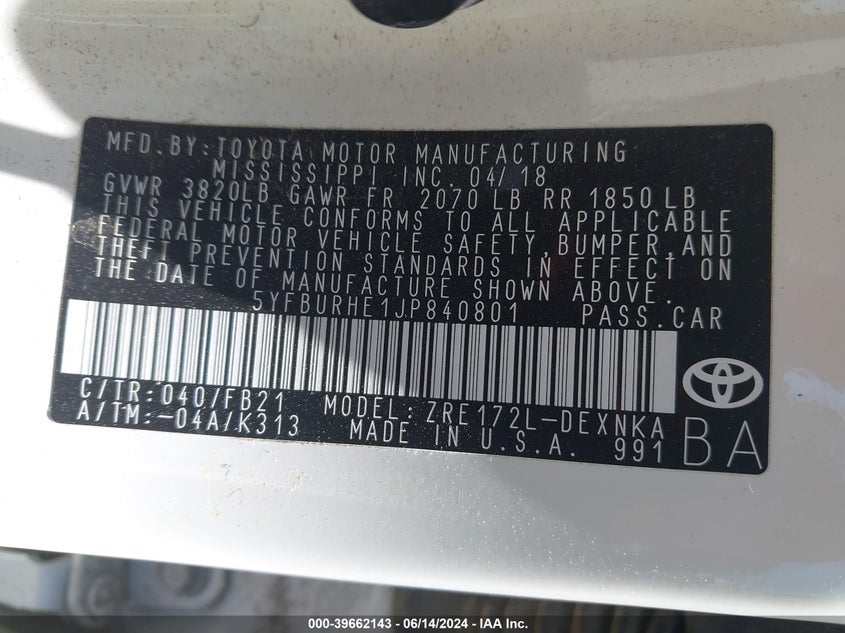 MFD.BY:TOYOTA MOTOR MANUFACTURING
MISSISSIPPI INC. 04/18
GVWR 3820LB GAWR FR 2070 LB RR 1850 LB
THIS VEHICLE CONFORMS TO ALL APPLICABLE
FEDERAL MOTOR VEHICLE SAFETY,BUMPER,AND
THEFT PREVENTION STANDARDS IN EFFECT ON
THE DATE OF MANUFACTURE SHOWN ABOVE.
5YFBURHE1JP840801 PASS.CAR
C/TR:040/FB21 MODEL:ZRE172L-DEXNKA
A/TM:-04A/K313 MADE IN U.S.A. 991 BA
000-39662143 - 06/14/2024 - IAA Inc.